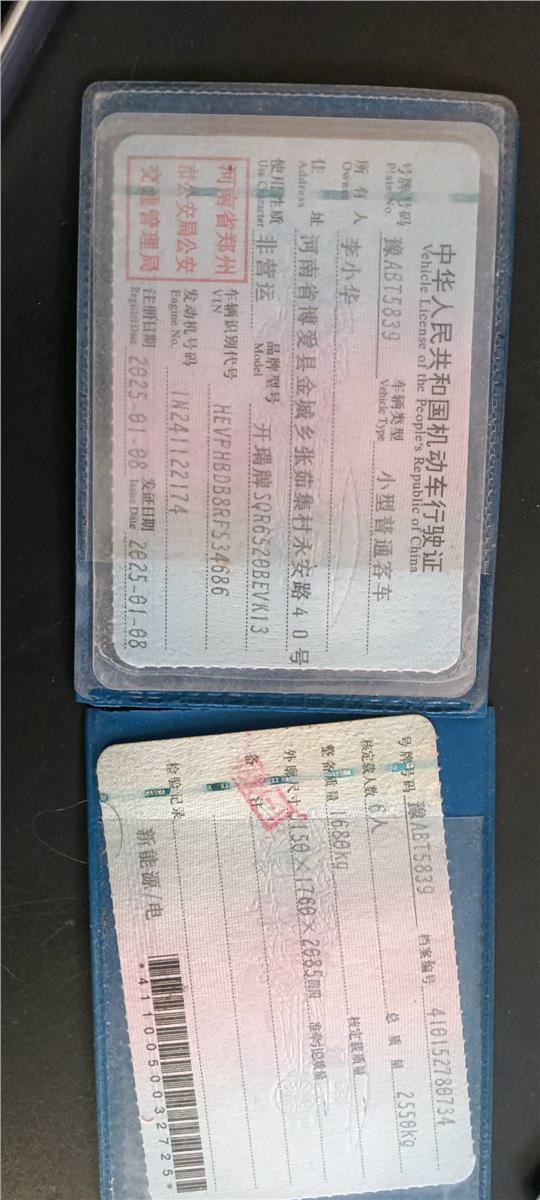 中华人民共和国机动车行驶证
Vehicle License of the People's Republic of China
号牌号码 豫ABT5839 车辆类型 小型普通客车
Plate No. Vehicle Type
所有人 李小华
Owner
住址 河南省博爱县金城乡张茹集村永安路40号
Address
使用性质 非营运 品牌型号 开瑞牌SQR6520BEVK13
Use Character Model
河南省郑州
市公安局公安
交通管理局
车辆识别代号 HEVPHBDB8RF534686
VIN
发动机号码 1N241122174
Engine No.
注册日期 2025-01-08 发证日期 2025-01-08
Register Date Issue Date
号牌号码 豫ABT5839 档案编号 410152780734
核定载人数 6人 总质量 2550kg
整备质量 1680kg 核定载质量
外廓尺寸 150×1760×2085mm 准牵引总质量
备注
检验记录
新能源/电
*4110050032725*